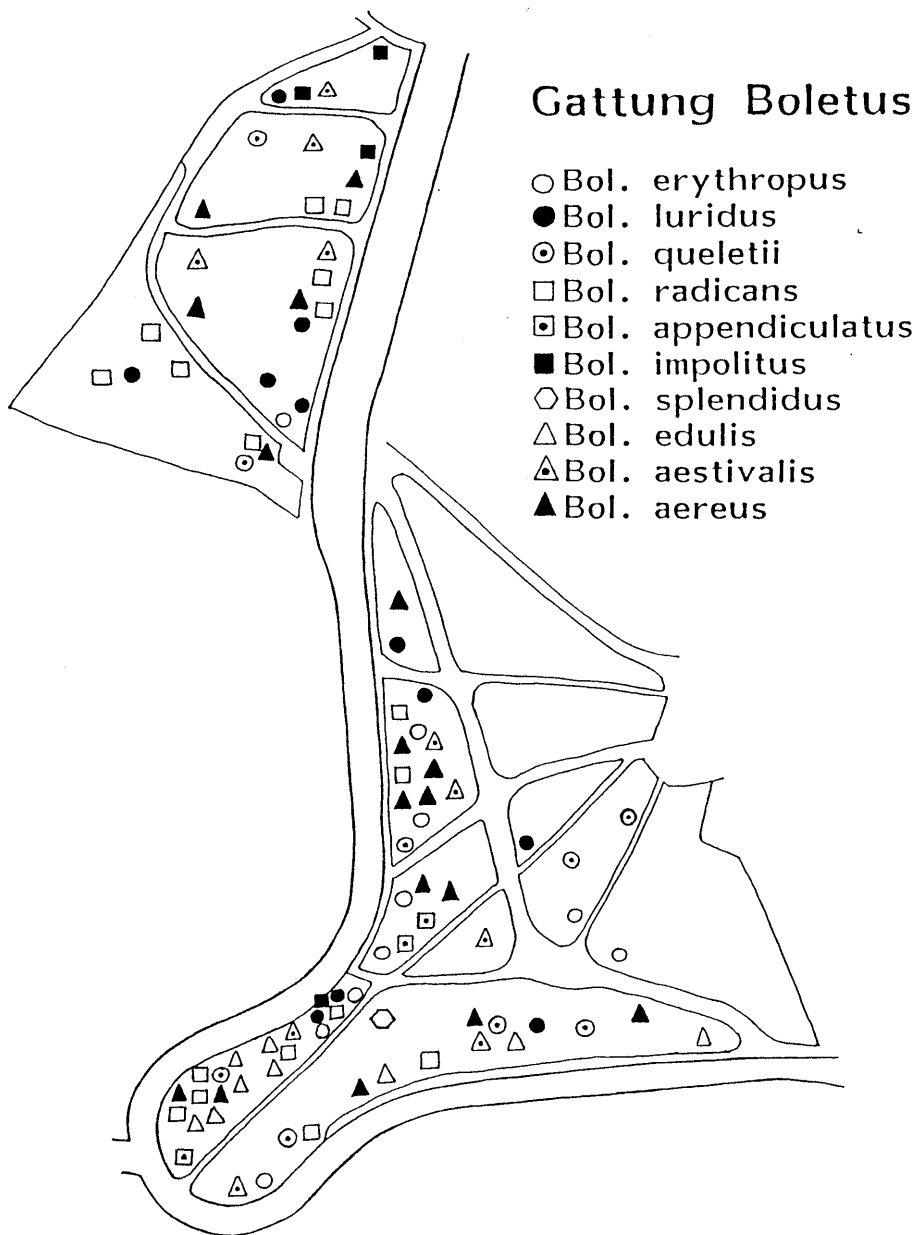 Gattung Boletus
Bol. erythropus
Bol. luridus
Bol. queletii
Bol. radicans
Bol. appendiculatus
Bol. impolitus
Bol. splendidus
Bol. edulis
Bol. aestivalis
Bol. aereus